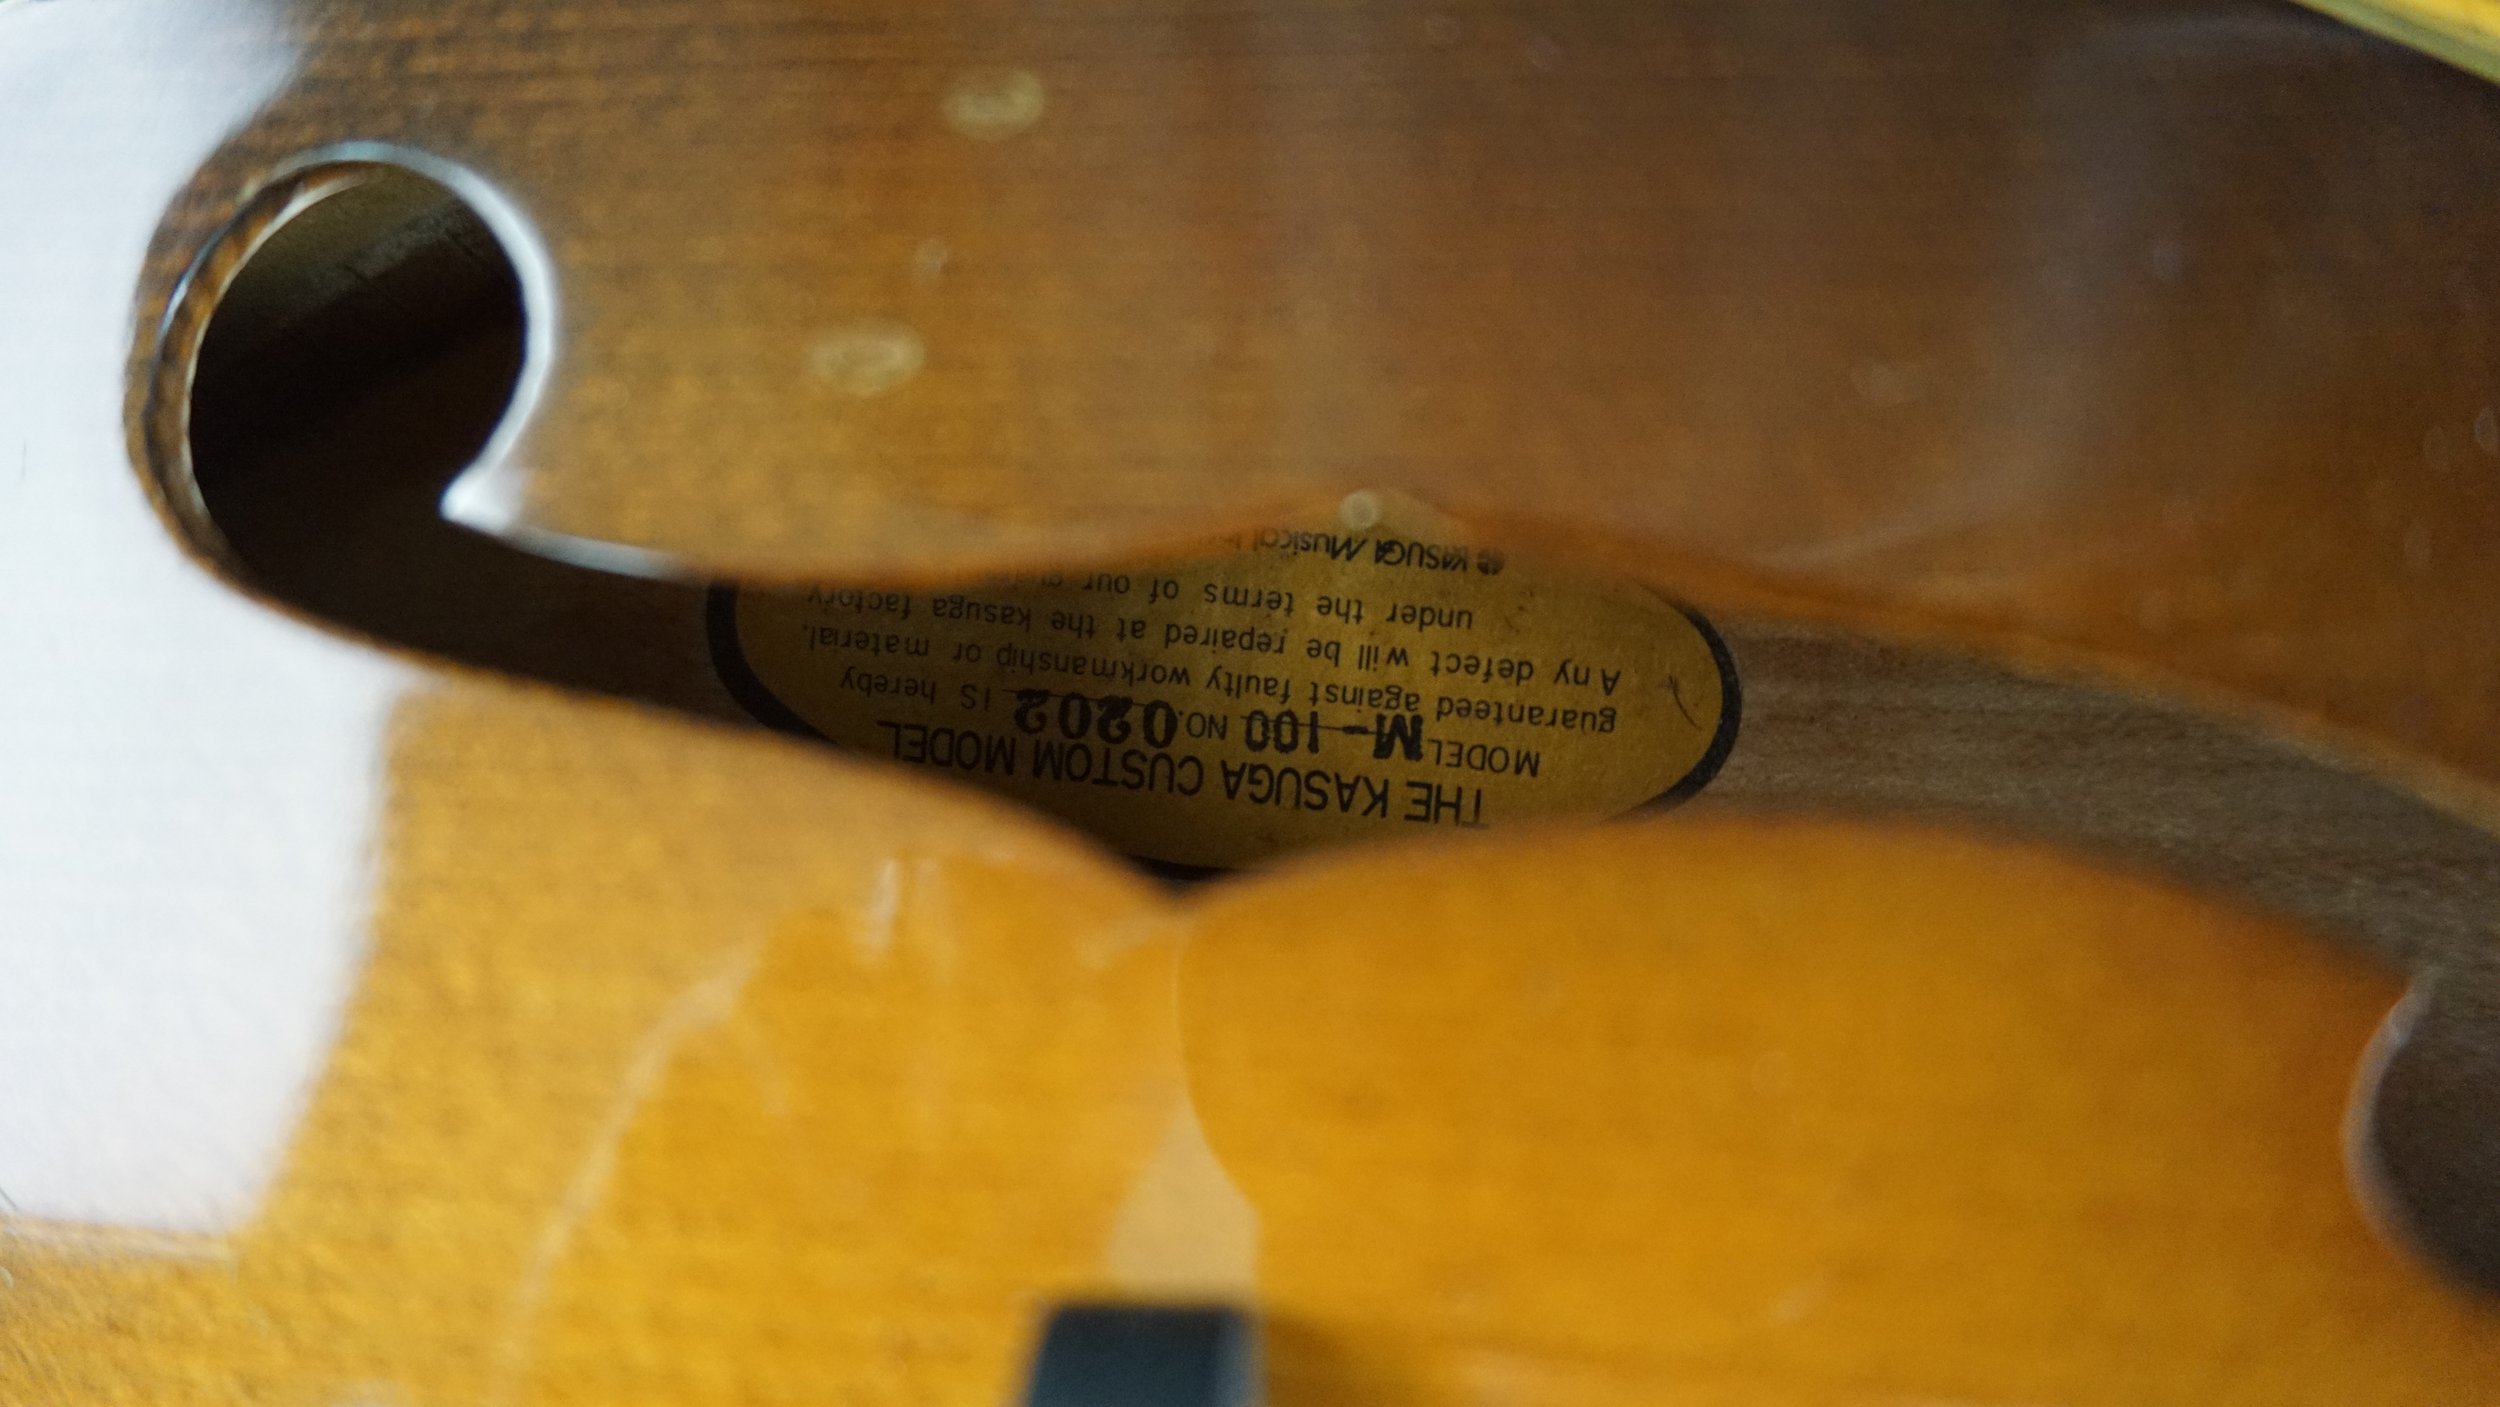 THE KASUGA CUSTOM MODEL
MODEL M-100 NO. 0202 IS hereby
guaranteed against faulty workmanship or material.
Any defect will be repaired at the kasuga factory
under the terms of our
KASUGA Musical